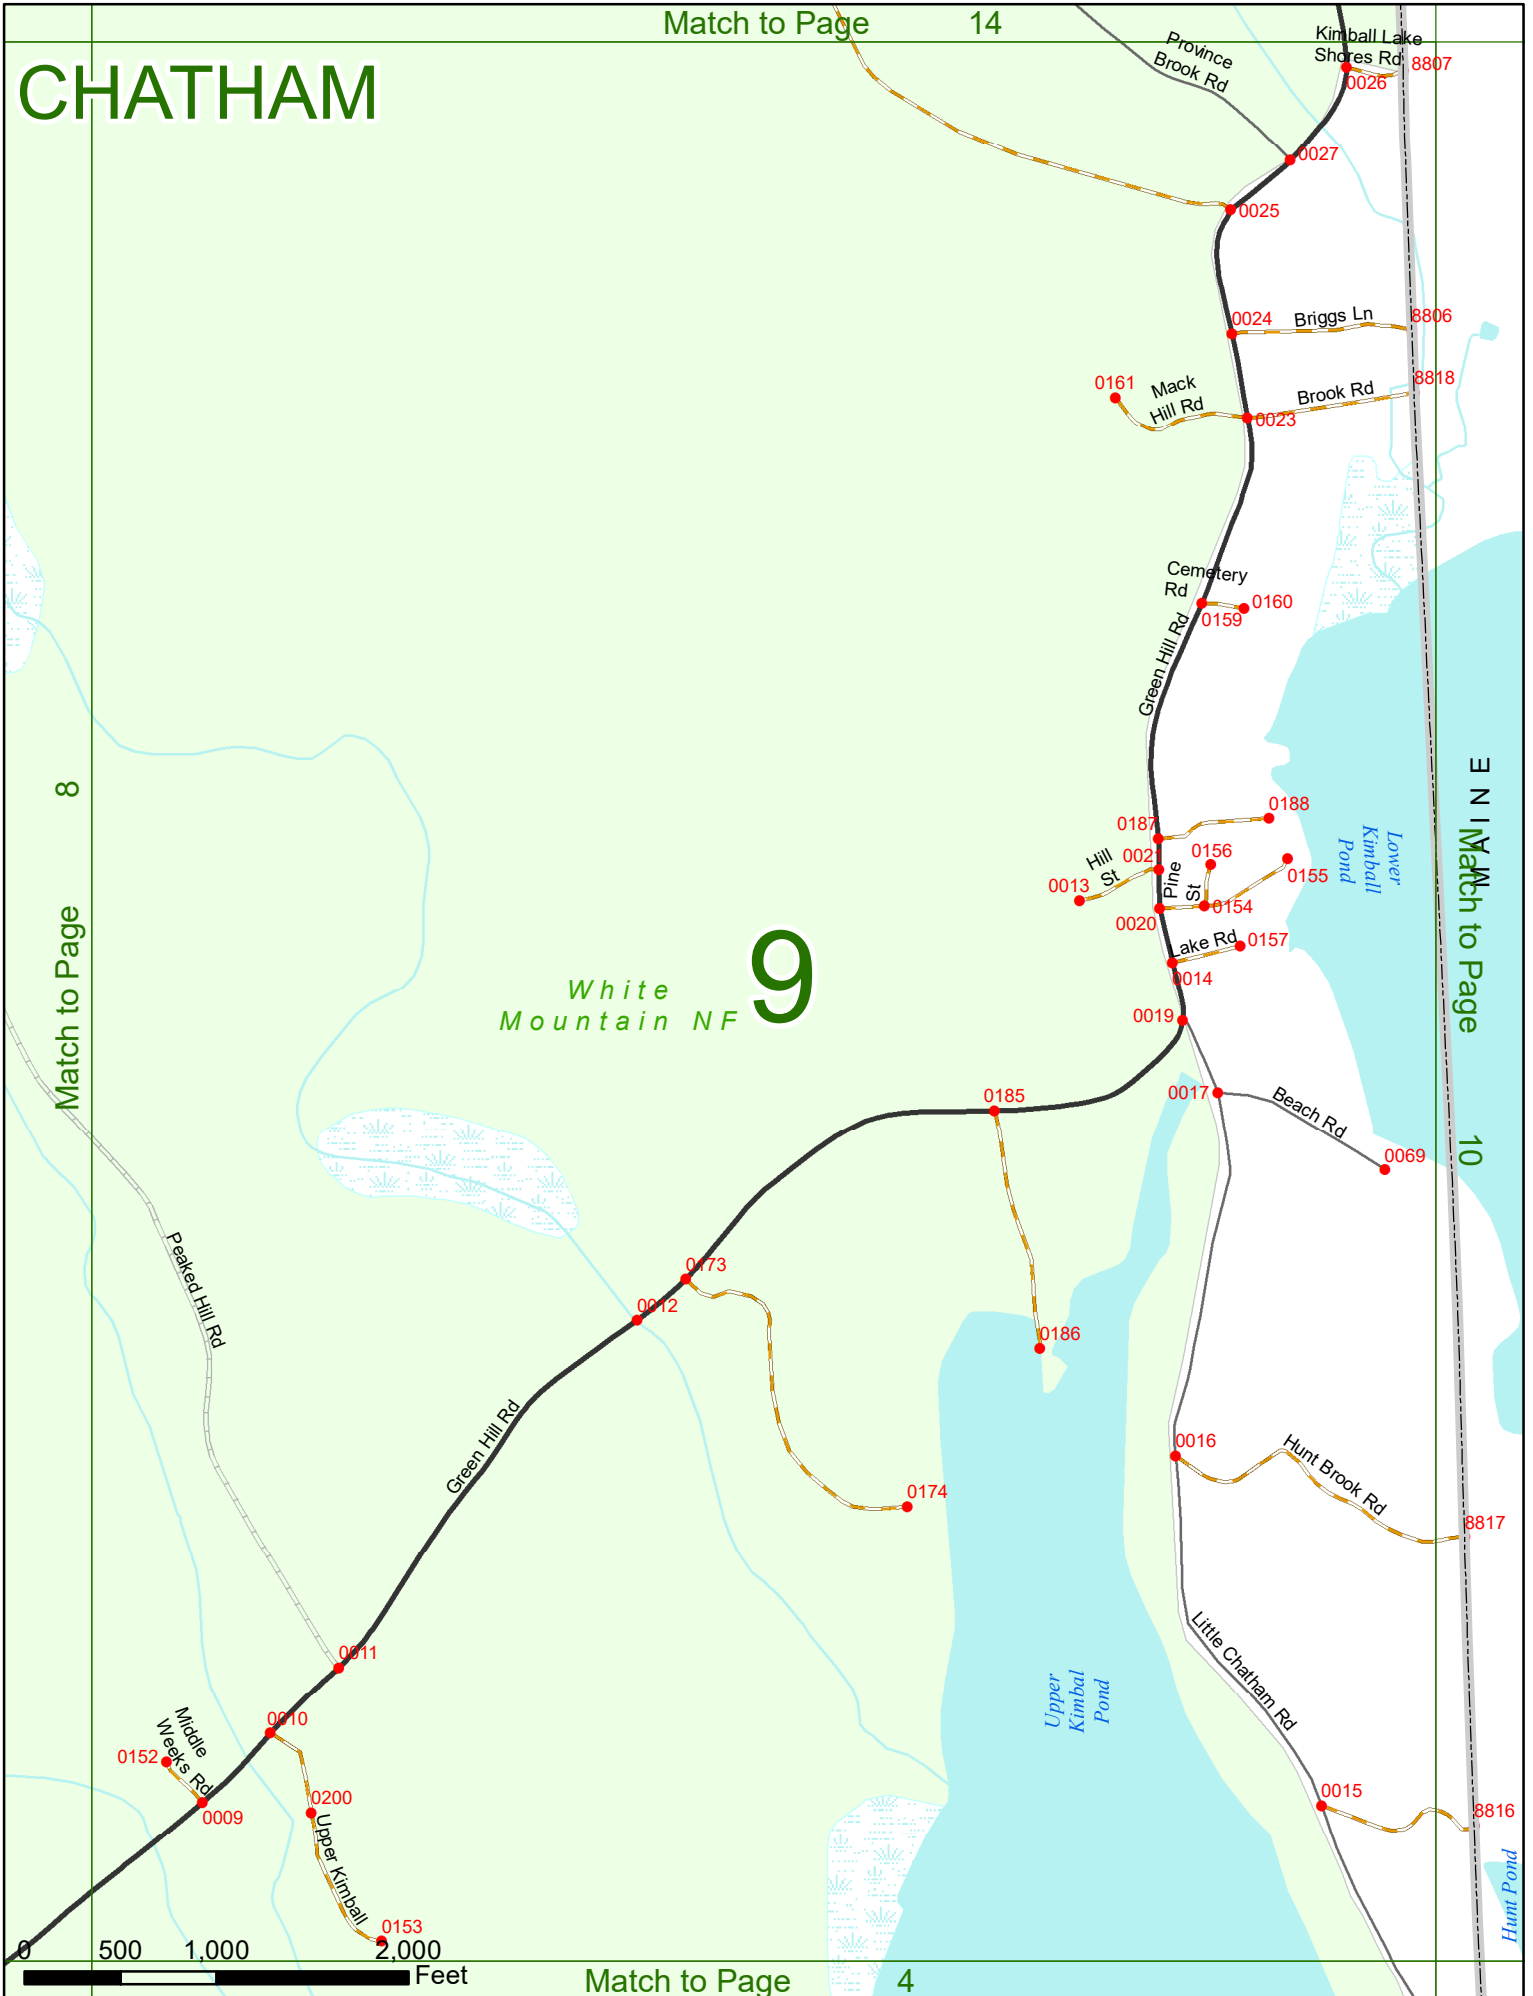 Match to Page 14
CHATHAM
Province
Brook Rd
Kimball Lake
Shores Rd
8807
0026
0027
0025
0024
Briggs Ln
8806
8818
0161
Mack
Hill Rd
Brook Rd
0023
Cemetery
Rd
0160
0159
Green Hill Rd
MAINE
8
Match to Page
0188
0187
Lower
Kimball
Pond
Hill
St
0021
0156
0155
0013
Pine
St
0154
0020
Lake Rd
0157
0014
Match to Page
10
White
Mountain NF
9
0019
0017
0185
Beach Rd
0069
Peaked Hill Rd
0173
0012
0186
Green Hill Rd
0016
Hunt Brook Rd
0174
8817
0011
Little Chatham Rd
Upper
Kimbal
Pond
0010
Middle
Weeks Rd
0152
0009
0200
Upper Kimball
0015
8816
Hunt Pond
0153
0 500 1,000 2,000
Feet
Match to Page 4